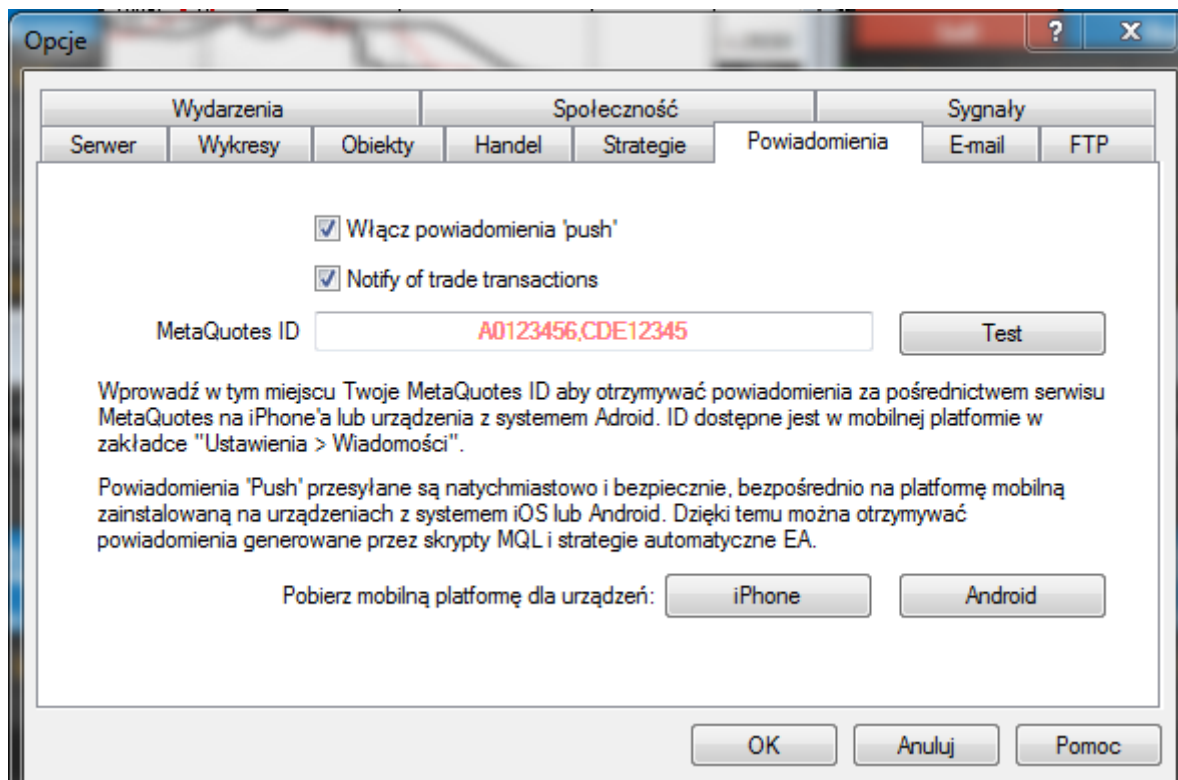 Opcje
Wydarzenia Społeczność Sygnały
Serwer Wykresy Obiekty Handel Strategie Powiadomienia E-mail FTP
Włącz powiadomienia 'push'
Notify of trade transactions
MetaQuotes ID A0123456,CDE12345 Test
Wprowadź w tym miejscu Twoje MetaQuotes ID aby otrzymywać powiadomienia za pośrednictwem serwisu
MetaQuotes na iPhone'a lub urządzenia z systemem Adroid. ID dostępne jest w mobilnej platformie w
zakładce "Ustawienia > Wiadomości".
Powiadomienia 'Push' przesyłane są natychmiastowo i bezpiecznie, bezpośrednio na platformę mobilną
zainstalowaną na urządzeniach z systemem iOS lub Android. Dzięki temu można otrzymywać
powiadomienia generowane przez skrypty MQL i strategie automatyczne EA.
Pobierz mobilną platformę dla urządzeń: iPhone Android
OK Anuluj Pomoc